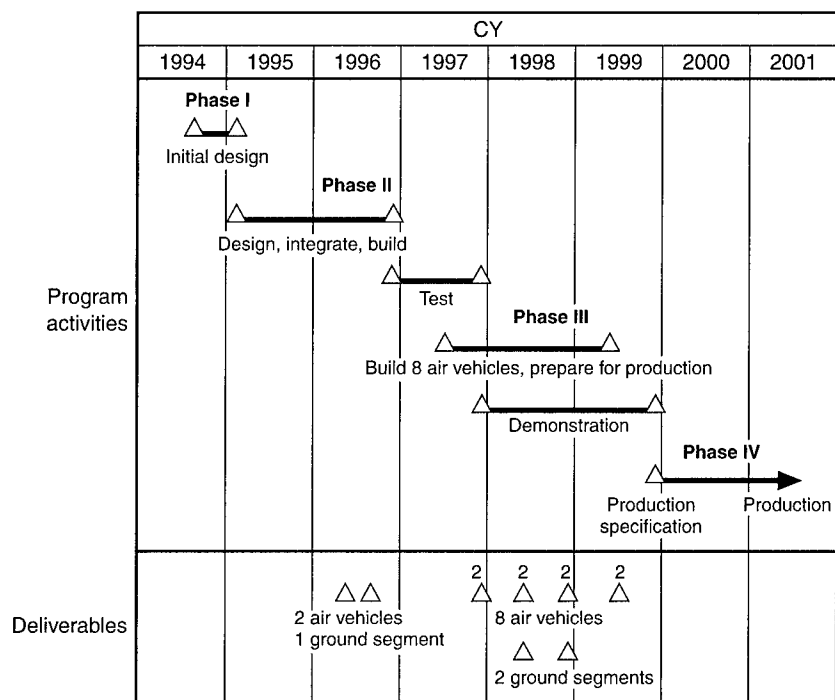 CY
1994 1995 1996 1997 1998 1999 2000 2001
Phase I
Initial design
Phase II
Design, integrate, build
Test
Program
activities
Phase III
Build 8 air vehicles, prepare for production
Demonstration
Phase IV
Production
specification
Production
2 2 2 2
Deliverables
2 air vehicles
1 ground segment
8 air vehicles
2 ground segments